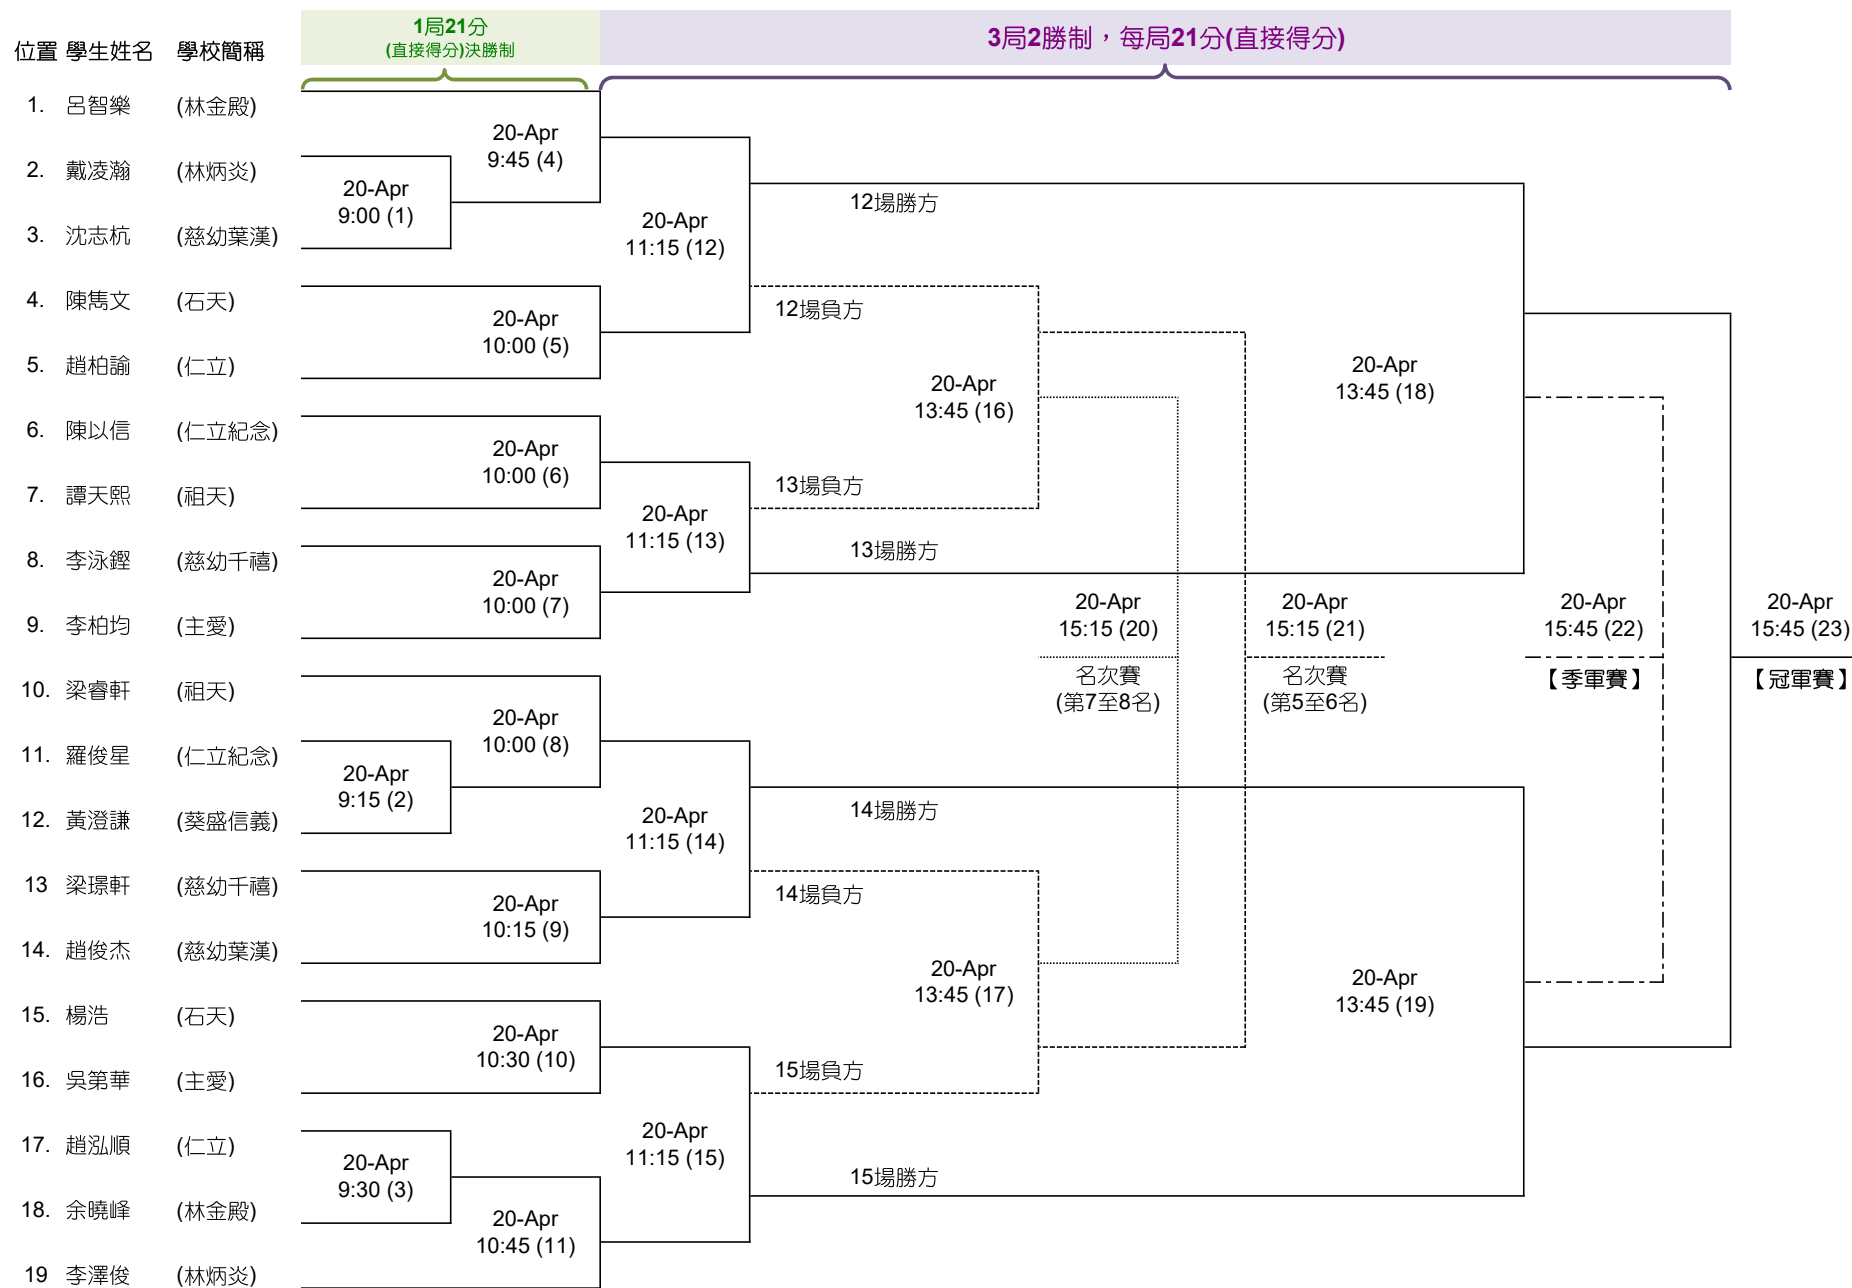 1局21分
(直接得分)決勝制
3局2勝制，每局21分(直接得分)
位置 學生姓名 學校簡稱
1. 呂智樂 (林金殿)
20-Apr
9:45 (4)
2. 戴凌瀚 (林炳炎)
20-Apr
9:00 (1)
12場勝方
20-Apr
11:15 (12)
3. 沈志杭 (慈幼葉漢)
4. 陳雋文 (石天)
12場負方
20-Apr
10:00 (5)
5. 趙柏諭 (仁立)
20-Apr
13:45 (16)
20-Apr
13:45 (18)
6. 陳以信 (仁立紀念)
20-Apr
10:00 (6)
7. 譚天熙 (祖天)
13場負方
20-Apr
11:15 (13)
13場勝方
8. 李泳鏗 (慈幼千禧)
20-Apr
10:00 (7)
9. 李柏均 (主愛)
20-Apr
15:15 (20)
名次賽
(第7至8名)
20-Apr
15:15 (21)
名次賽
(第5至6名)
20-Apr
15:45 (22)
【季軍賽】
20-Apr
15:45 (23)
【冠軍賽】
10. 梁睿軒 (祖天)
20-Apr
10:00 (8)
11. 羅俊星 (仁立紀念)
20-Apr
9:15 (2)
12. 黃澄謙 (葵盛信義)
14場勝方
20-Apr
11:15 (14)
13 梁璟軒 (慈幼千禧)
14場負方
20-Apr
10:15 (9)
14. 趙俊杰 (慈幼葉漢)
20-Apr
13:45 (17)
20-Apr
13:45 (19)
15. 楊浩 (石天)
20-Apr
10:30 (10)
16. 吳第華 (主愛)
15場負方
20-Apr
11:15 (15)
17. 趙泓順 (仁立)
20-Apr
9:30 (3)
15場勝方
18. 余曉峰 (林金殿)
20-Apr
10:45 (11)
19 李澤俊 (林炳炎)